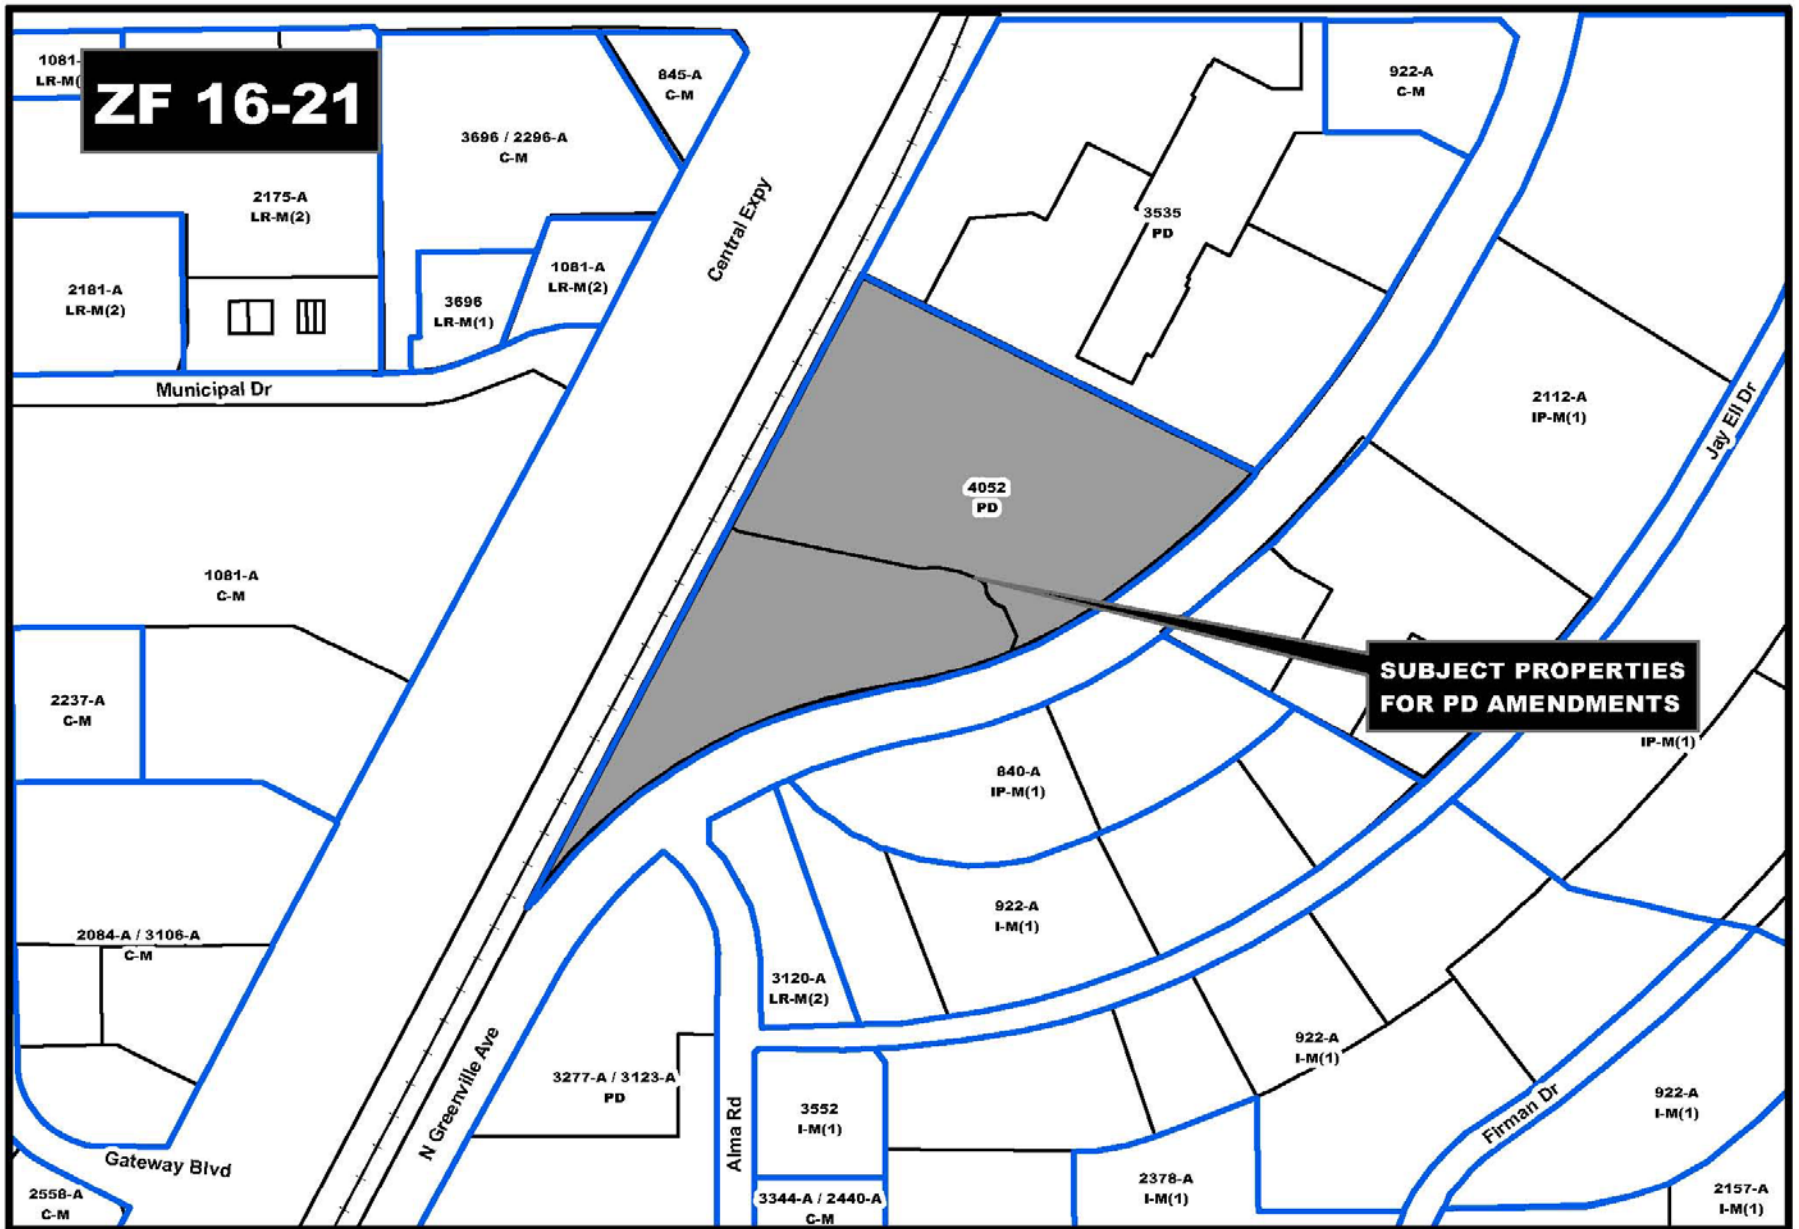 1081-
LR-M(
ZF 16-21
845-A
C-M
922-A
C-M
3696 / 2296-A
C-M
2175-A
LR-M(2)
3535
PD
Central Expy
2181-A
LR-M(2)
1081-A
LR-M(2)
3696
LR-M(1)
Municipal Dr
2112-A
IP-M(1)
Jay Ell Dr
4052
PD
1081-A
C-M
SUBJECT PROPERTIES
FOR PD AMENDMENTS
2237-A
C-M
IP-M(1)
840-A
IP-M(1)
922-A
I-M(1)
2084-A / 3106-A
C-M
3120-A
LR-M(2)
922-A
I-M(1)
3277-A / 3123-A
PD
N Greenville Ave
Alma Rd
3552
I-M(1)
Firman Dr
922-A
I-M(1)
Gateway Blvd
2558-A
C-M
3344-A / 2440-A
C-M
2378-A
I-M(1)
2157-A
I-M(1)